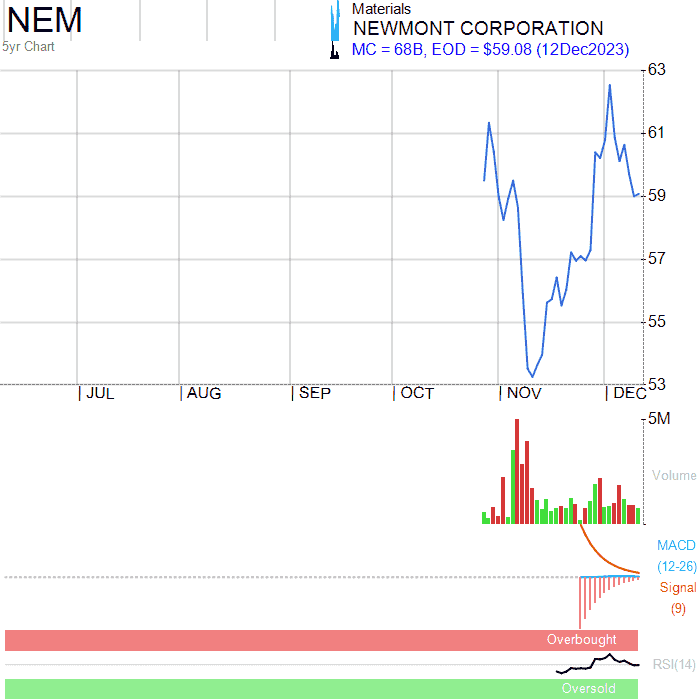 NEM
5yr Chart
Materials
NEWMONT CORPORATION
MC = 68B, EOD = $59.08 (12Dec2023)
63
61
59
57
55
53
JUL AUG SEP OCT NOV DEC
5M
Volume
MACD
(12-26)
Signal
(9)
Overbought
RSI(14)
Oversold